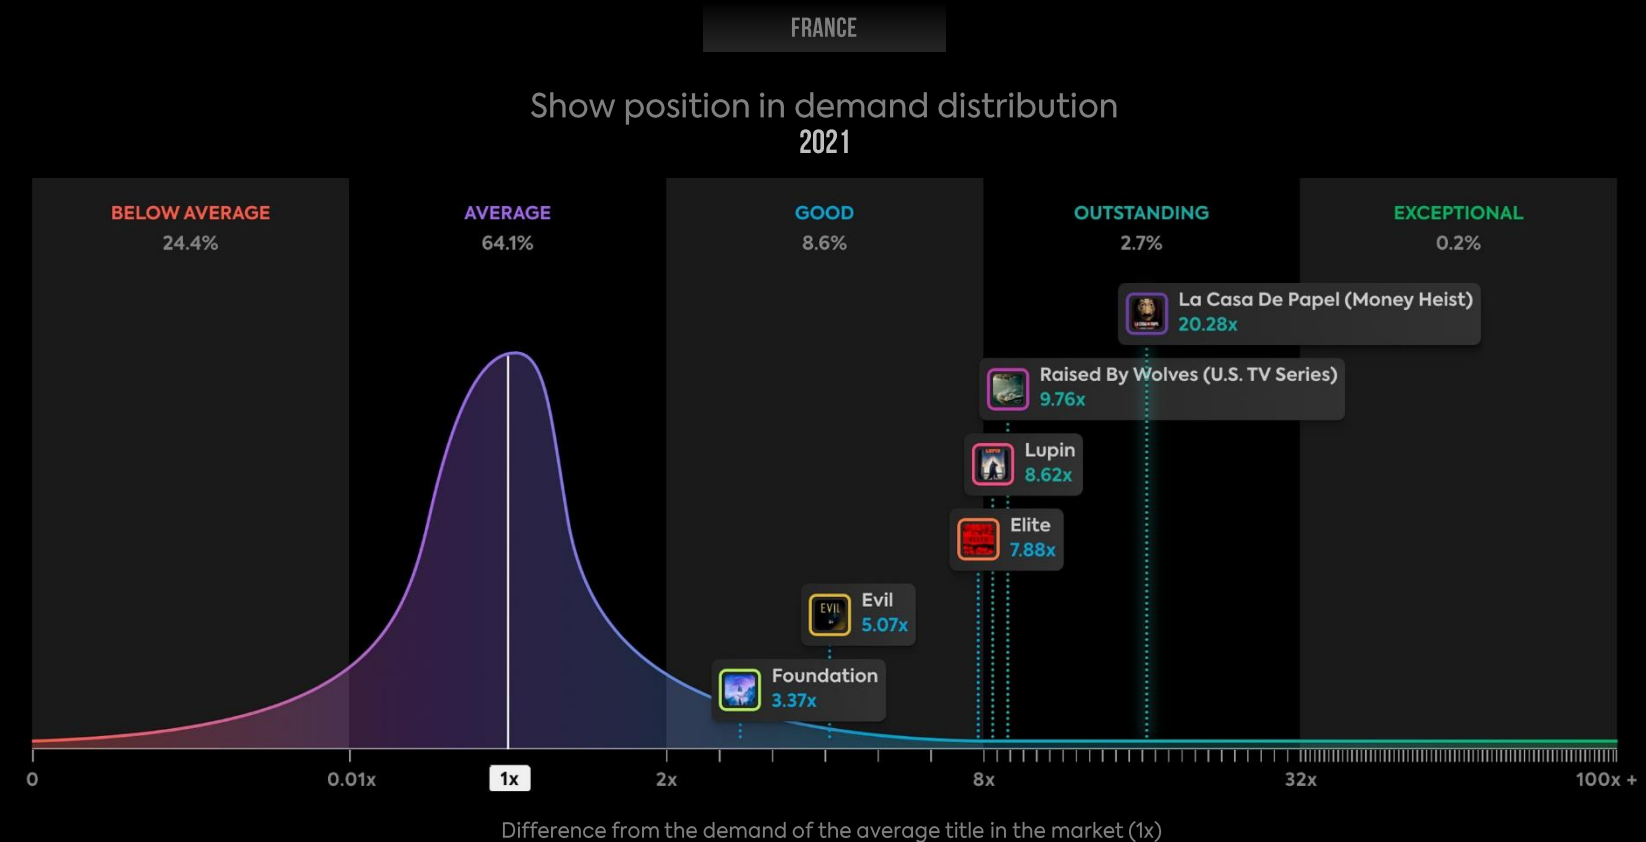 FRANCE
Show position in demand distribution
2021
BELOW AVERAGE
24.4%
AVERAGE
64.1%
GOOD
8.6%
OUTSTANDING
2.7%
EXCEPTIONAL
0.2%
La Casa De Papel (Money Heist)
20.28x
Raised By Wolves (U.S. TV Series)
9.76x
LUPIN
Lupin
8.62x
Elite
7.88x
EVIL
Evil
5.07x
Foundation
3.37x
0
0.01x
1x
2x
8x
32x
100x +
Difference from the demand of the average title in the market (1x)